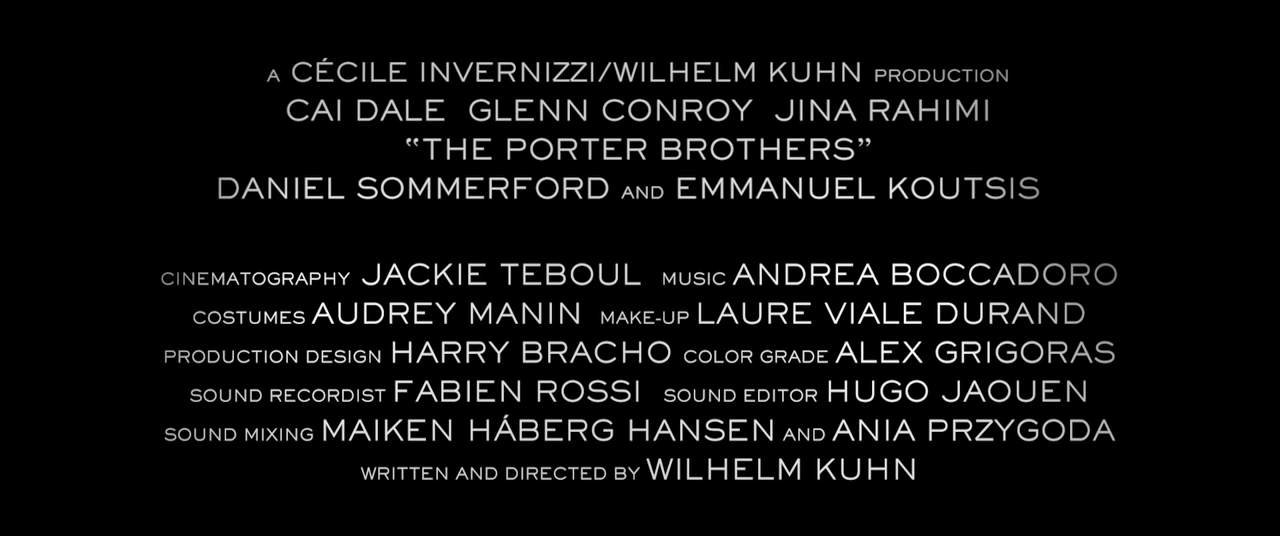 A CÉCILE INVERNIZZI/WILHELM KUHN PRODUCTION
CAI DALE GLENN CONROY JINA RAHIMI
“THE PORTER BROTHERS”
DANIEL SOMMERFORD AND EMMANUEL KOUTSIS
CINEMATOGRAPHY JACKIE TEBOUL MUSIC ANDREA BOCCADORO
COSTUMES AUDREY MANIN MAKE-UP LAURE VIALE DURAND
PRODUCTION DESIGN HARRY BRACHO COLOR GRADE ALEX GRIGORAS
SOUND RECORDIST FABIEN ROSSI SOUND EDITOR HUGO JAOUEN
SOUND MIXING MAIKEN HÁBERG HANSEN AND ANIA PRZYGODA
WRITTEN AND DIRECTED BY WILHELM KUHN